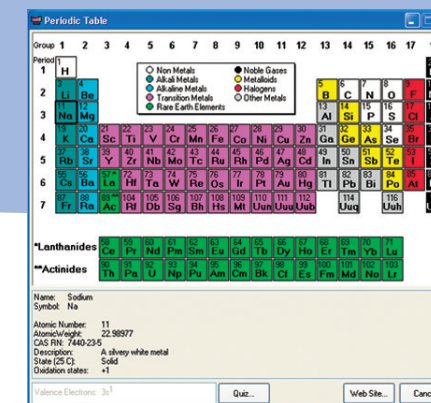 Periodic Table
Group 1 2 3 4 5 6 7 8 9 10 11 12 13 14 15 16 17
Period
Non Metals
Alkali Metals
Alkaline Metals
Transition Metals
Rare Earth Elements
Noble Gases
Metalloids
Halogens
Other Metals
1 1 H
2 3 Li 4 Be 5 B 6 C 7 N 8 O 9 F
3 11 Na 12 Mg 13 Al 14 Si 15 P 16 S 17 Cl
4 19 K 20 Ca 21 Sc 22 Ti 23 V 24 Cr 25 Mn 26 Fe 27 Co 28 Ni 29 Cu 30 Zn 31 Ga 32 Ge 33 As 34 Se 35 Br
5 37 Rb 38 Sr 39 Y 40 Zr 41 Nb 42 Mo 43 Tc 44 Ru 45 Rh 46 Pd 47 Ag 48 Cd 49 In 50 Sn 51 Sb 52 Te 53 I
6 55 Cs 56 Ba 57* La 72 Hf 73 Ta 74 W 75 Re 76 Os 77 Ir 78 Pt 79 Au 80 Hg 81 Tl 82 Pb 83 Bi 84 Po 85 At
7 87 Fr 88 Ra 89** Ac 104 Rf 105 Db 106 Sg 107 Bh 108 Hs 109 Mt 110 Uun 111 Uuu 112 Uub 114 Uuq 116 Uuh
*Lanthanides 58 Ce 59 Pr 60 Nd 61 Pm 62 Sm 63 Eu 64 Gd 65 Tb 66 Dy 67 Ho 68 Er 69 Tm 70 Yb 71 Lu
**Actinides 90 Th 91 Pa 92 U 93 Np 94 Pu 95 Am 96 Cm 97 Bk 98 Cf 99 Es 100 Fm 101 Md 102 No 103 Lr
Name: Sodium
Symbol: Na
Atomic Number: 11
AtomicWeight: 22.98977
CAS RN: 7440-23-5
Description: A silvery white metal
State (25 C): Solid
Oxidation states: +1
Valence Electrons: 3s¹
Quiz... Web Site... Canc